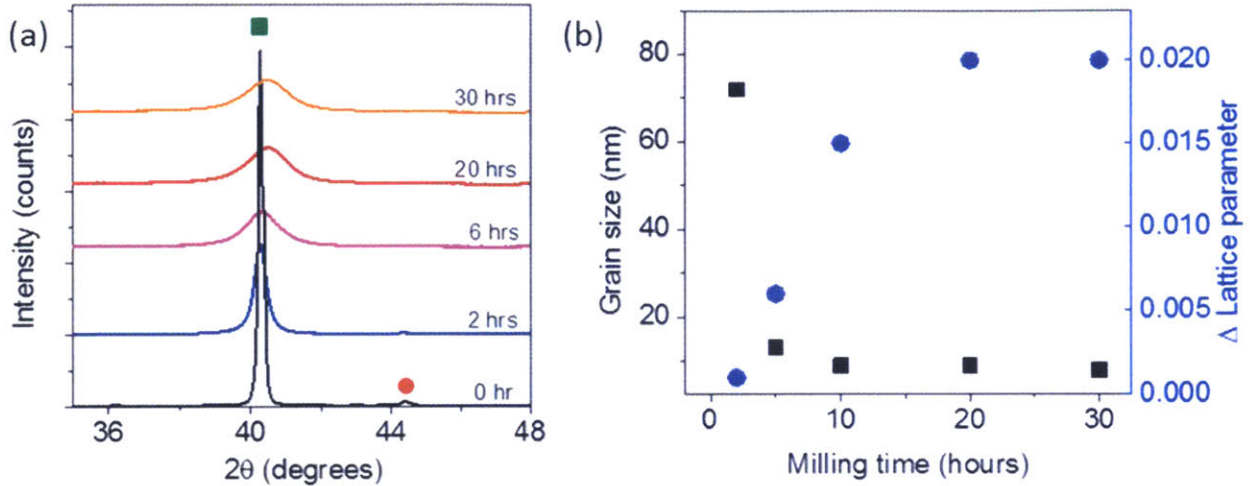 (a)
Intensity (counts)
30 hrs
20 hrs
6 hrs
2 hrs
0 hr
36
40
44
48
2θ (degrees)
(b)
Grain size (nm)
80
60
40
20
0.020
0.015
0.010
0.005
0.000
Δ Lattice parameter
0
10
20
30
Milling time (hours)